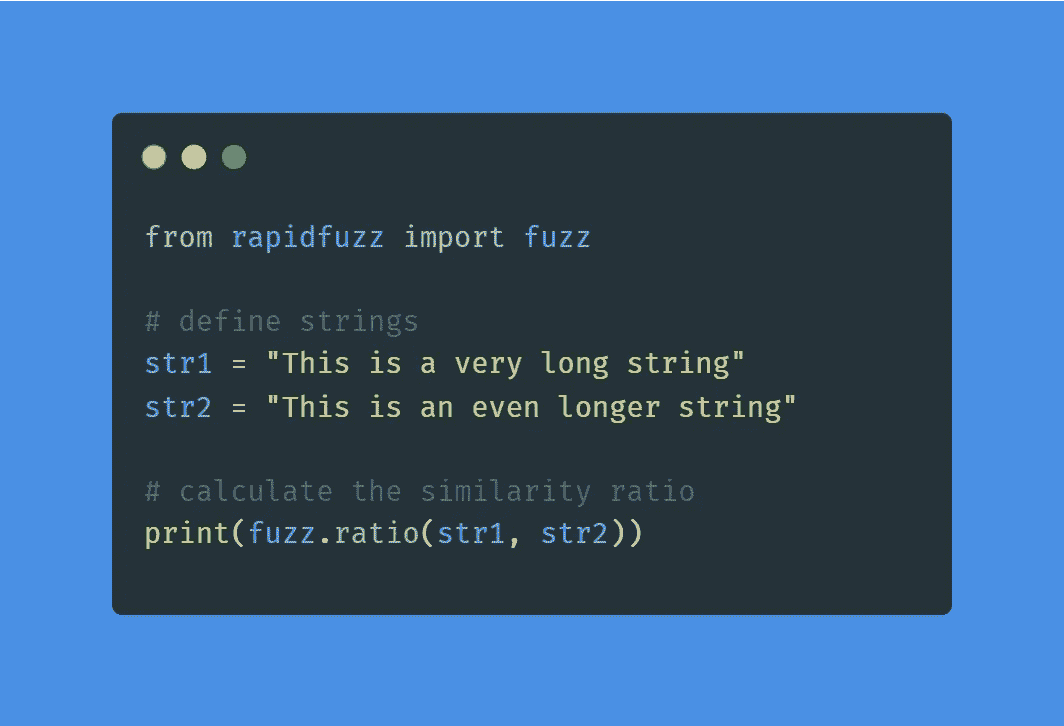 from rapidfuzz import fuzz
# define strings
str1 = "This is a very long string"
str2 = "This is an even longer string"
# calculate the similarity ratio
print(fuzz.ratio(str1, str2))